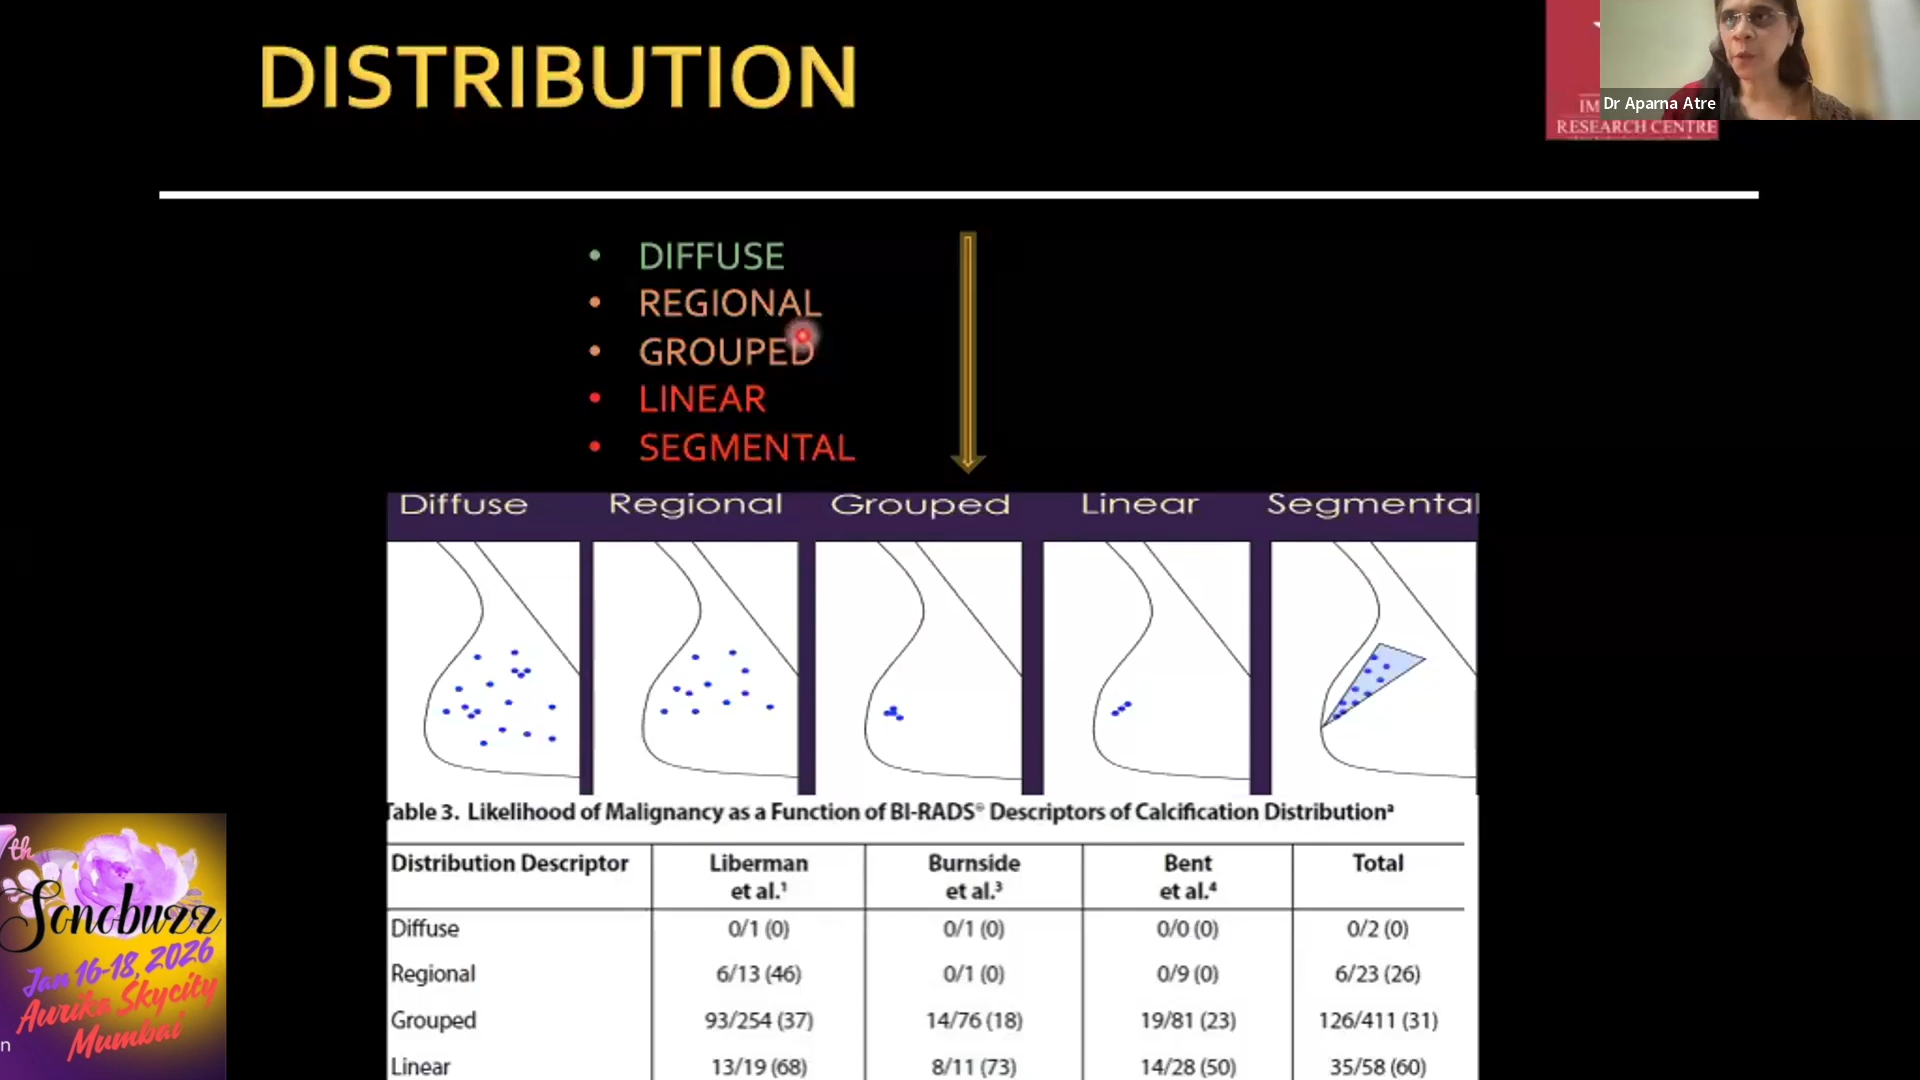 DISTRIBUTION
IM
RESEARCH CENTRE
Dr Aparna Atre
• DIFFUSE
• REGIONAL
• GROUPED
• LINEAR
• SEGMENTAL
Diffuse Regional Grouped Linear Segmental
Table 3. Likelihood of Malignancy as a Function of BI-RADS® Descriptors of Calcification Distributionª
Distribution Descriptor Liberman et al.¹ Burnside et al.³ Bent et al.⁴ Total
Diffuse 0/1 (0) 0/1 (0) 0/0 (0) 0/2 (0)
Regional 6/13 (46) 0/1 (0) 0/9 (0) 6/23 (26)
Grouped 93/254 (37) 14/76 (18) 19/81 (23) 126/411 (31)
Linear 13/19 (68) 8/11 (73) 14/28 (50) 35/58 (60)
7th
Sonobuzz
Jan 16-18, 2026
Aurika Skycity
Mumbai
n